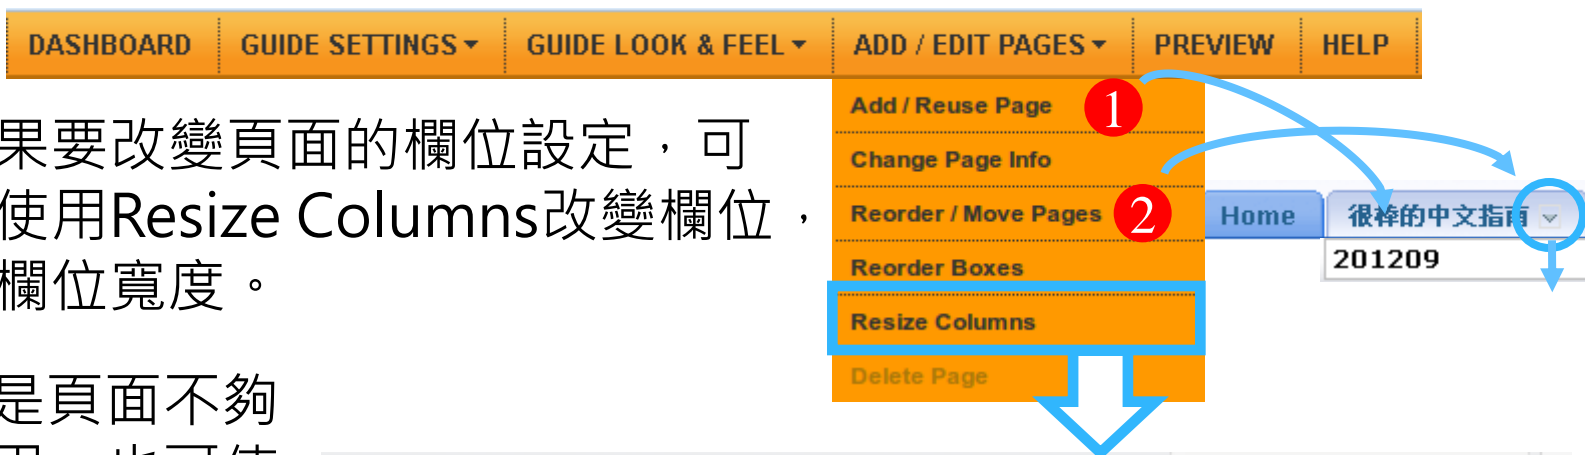 DASHBOARD GUIDE SETTINGS GUIDE LOOK & FEEL ADD / EDIT PAGES PREVIEW HELP
Add / Reuse Page 1
Change Page Info
Reorder / Move Pages 2
Reorder Boxes
Resize Columns
Delete Page
果要改變頁面的欄位設定，可
使用Resize Columns改變欄位，
欄位寬度。
是頁面不夠
Home 很棒的中文指南
201209